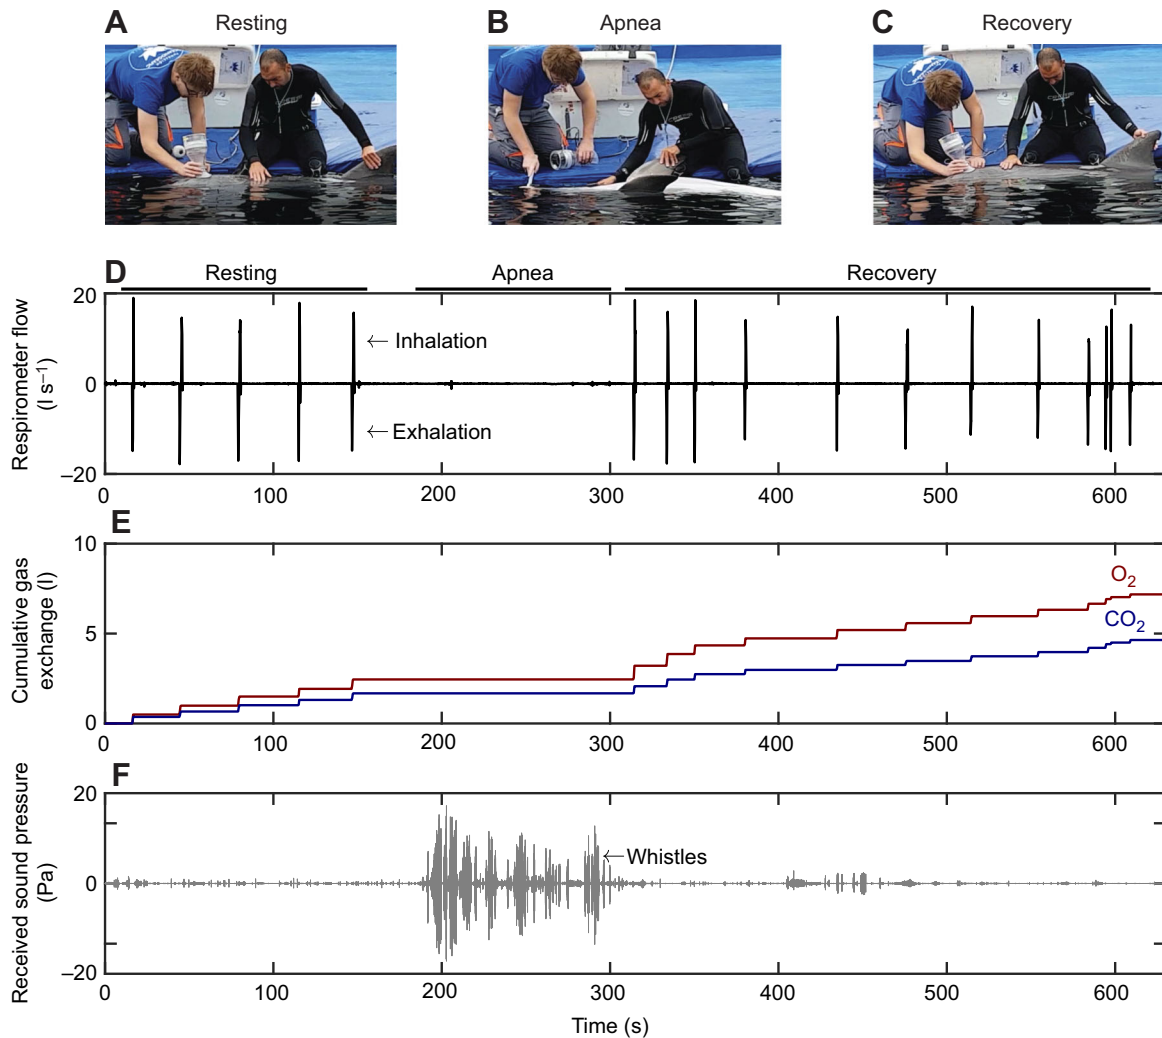 A Resting
B Apnea
C Recovery
D Resting Apnea Recovery
Respirometer flow
(l s–1)
20
0
–20
←Inhalation
←Exhalation
0 100 200 300 400 500 600
E
Cumulative gas
exchange (l)
10
5
0
O2
CO2
0 100 200 300 400 500 600
F
Received sound pressure
(Pa)
20
0
–20
←Whistles
0 100 200 300 400 500 600
Time (s)